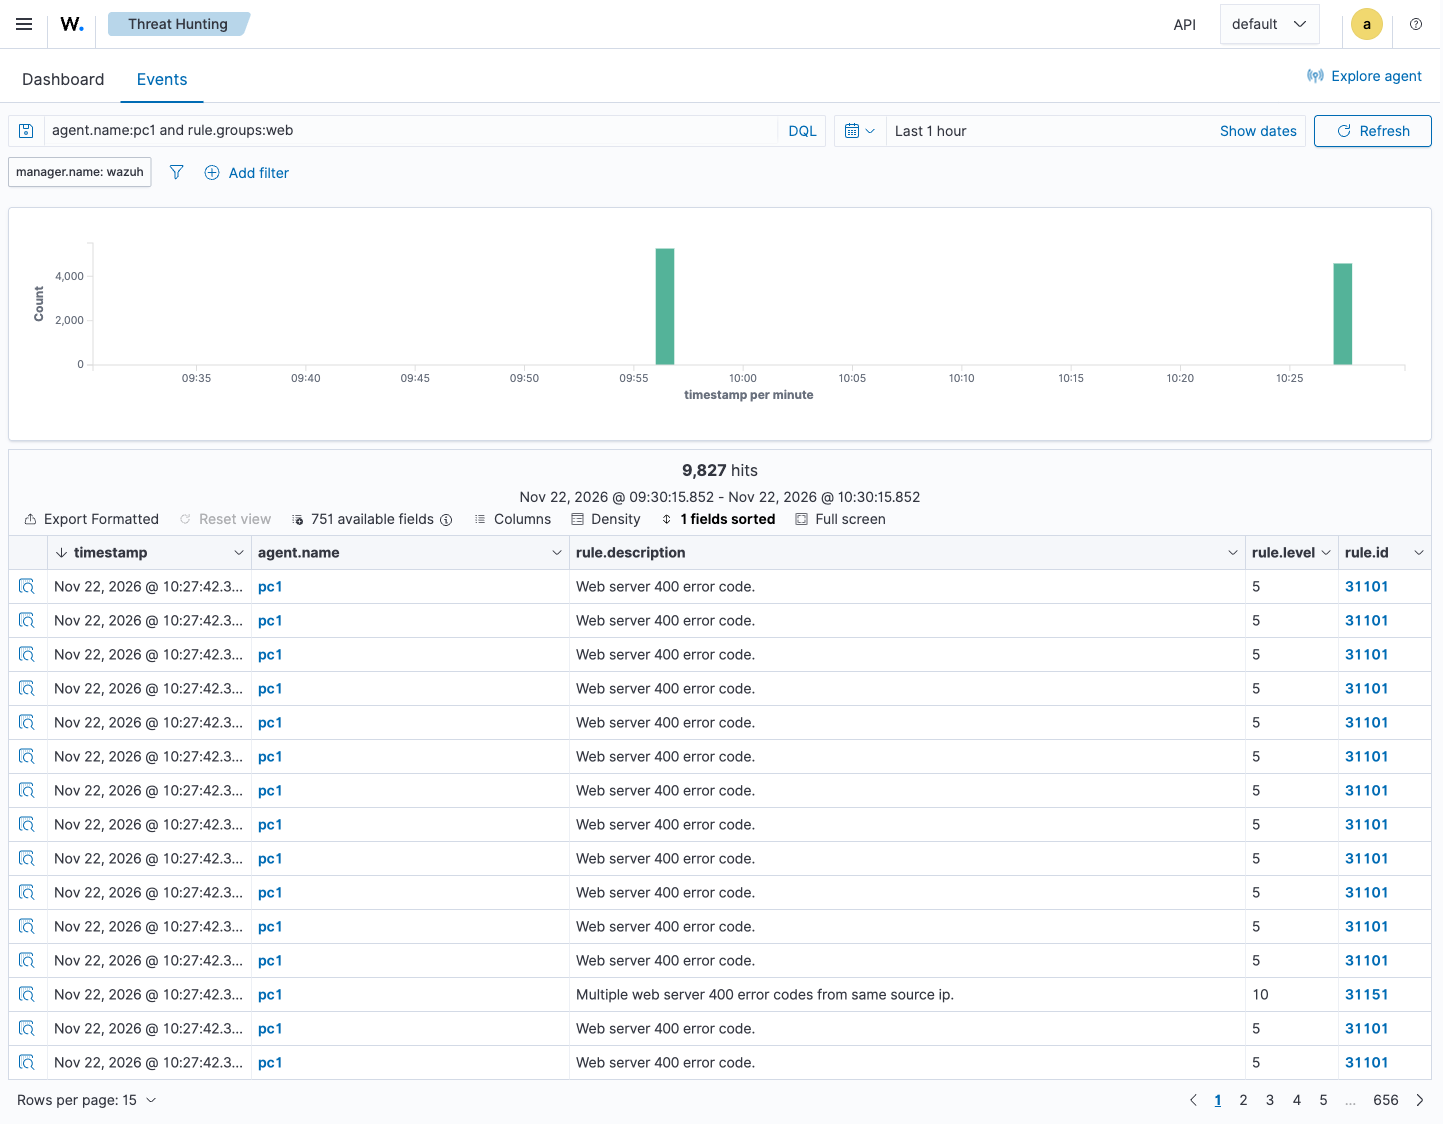 W. Threat Hunting API default a
Dashboard Events Explore agent
agent.name:pc1 and rule.groups:web DQL Last 1 hour Show dates Refresh
manager.name: wazuh Add filter
Count
4,000
2,000
0
09:35 09:40 09:45 09:50 09:55 10:00 10:05 10:10 10:15 10:20 10:25
timestamp per minute
9,827 hits
Nov 22, 2026 @ 09:30:15.852 - Nov 22, 2026 @ 10:30:15.852
Export Formatted Reset view 751 available fields Columns Density 1 fields sorted Full screen
timestamp agent.name rule.description rule.level rule.id
Nov 22, 2026 @ 10:27:42.3... pc1 Web server 400 error code. 5 31101
Nov 22, 2026 @ 10:27:42.3... pc1 Web server 400 error code. 5 31101
Nov 22, 2026 @ 10:27:42.3... pc1 Web server 400 error code. 5 31101
Nov 22, 2026 @ 10:27:42.3... pc1 Web server 400 error code. 5 31101
Nov 22, 2026 @ 10:27:42.3... pc1 Web server 400 error code. 5 31101
Nov 22, 2026 @ 10:27:42.3... pc1 Web server 400 error code. 5 31101
Nov 22, 2026 @ 10:27:42.3... pc1 Web server 400 error code. 5 31101
Nov 22, 2026 @ 10:27:42.3... pc1 Web server 400 error code. 5 31101
Nov 22, 2026 @ 10:27:42.3... pc1 Web server 400 error code. 5 31101
Nov 22, 2026 @ 10:27:42.3... pc1 Web server 400 error code. 5 31101
Nov 22, 2026 @ 10:27:42.3... pc1 Web server 400 error code. 5 31101
Nov 22, 2026 @ 10:27:42.3... pc1 Web server 400 error code. 5 31101
Nov 22, 2026 @ 10:27:42.3... pc1 Multiple web server 400 error codes from same source ip. 10 31151
Nov 22, 2026 @ 10:27:42.3... pc1 Web server 400 error code. 5 31101
Nov 22, 2026 @ 10:27:42.3... pc1 Web server 400 error code. 5 31101
Rows per page: 15 1 2 3 4 5 ... 656